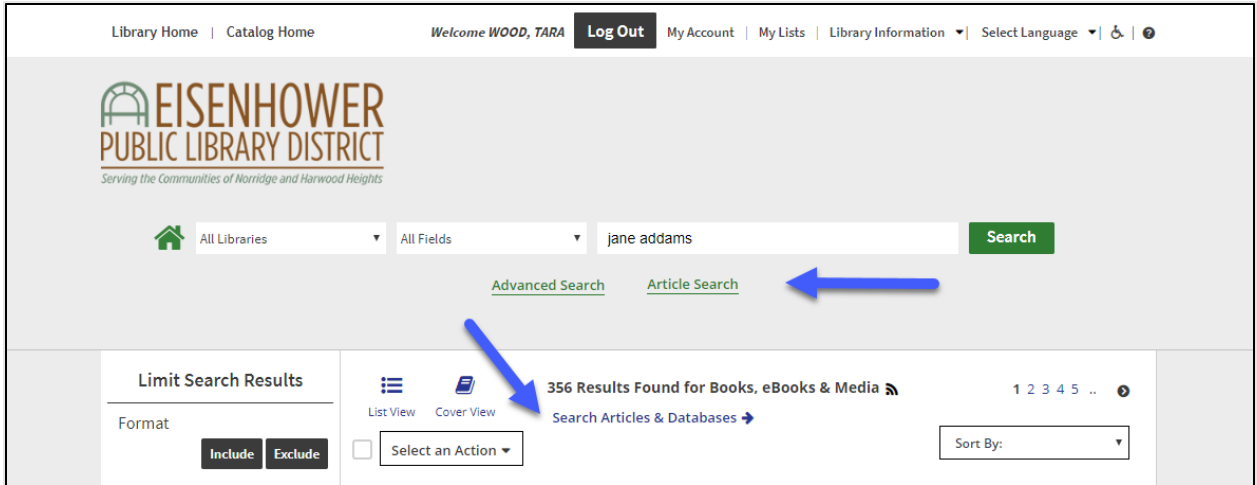 Library Home | Catalog Home
Welcome WOOD, TARA Log Out My Account | My Lists | Library Information | Select Language | |
EISENHOWER
PUBLIC LIBRARY DISTRICT
Serving the Communities of Norridge and Harwood Heights
All Libraries All Fields jane addams Search
Advanced Search Article Search
Limit Search Results
Format
Include Exclude
List View Cover View
356 Results Found for Books, eBooks & Media
Search Articles & Databases
1 2 3 4 5 ..
Select an Action
Sort By: